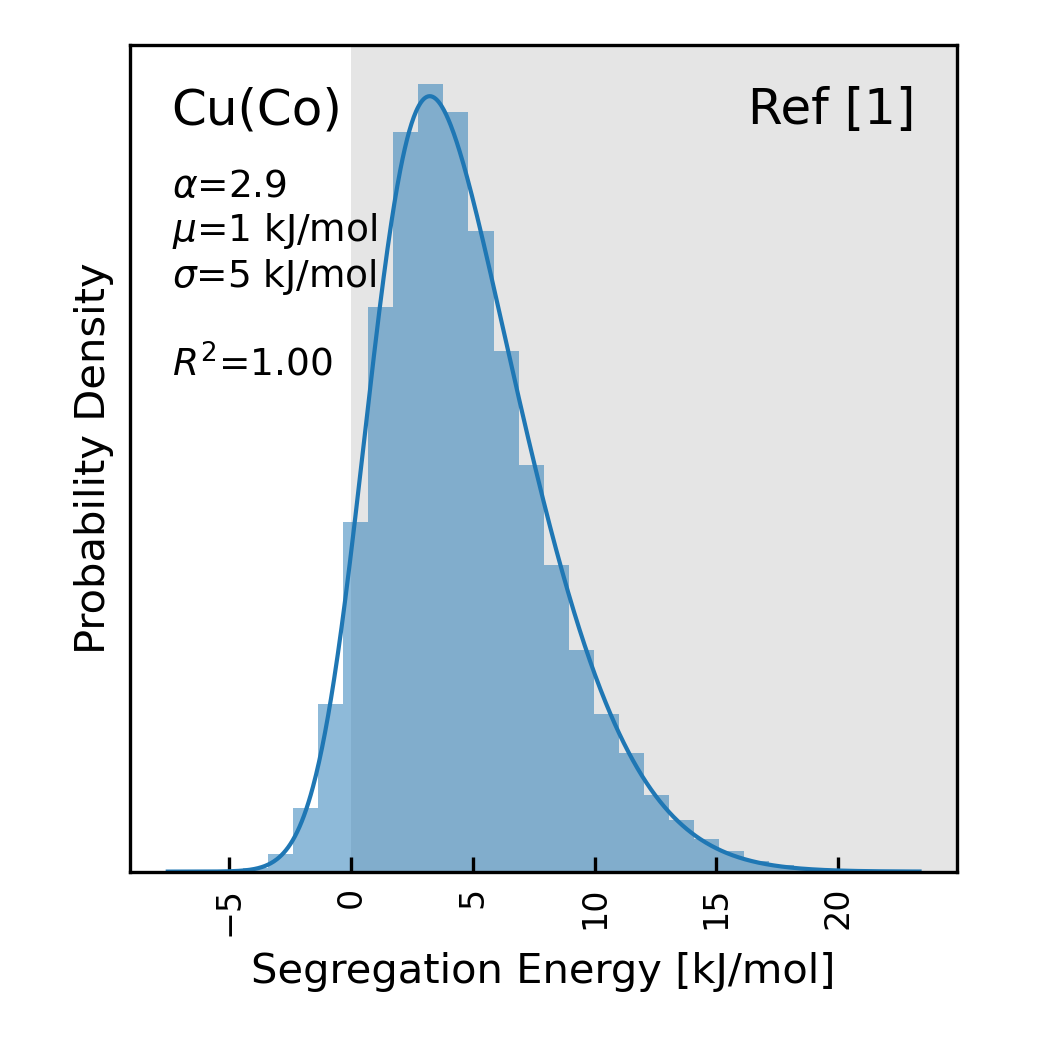 Cu(Co)
Ref [1]
α=2.9
μ=1 kJ/mol
σ=5 kJ/mol
R²=1.00
Probability Density
−5 0 5 10 15 20
Segregation Energy [kJ/mol]